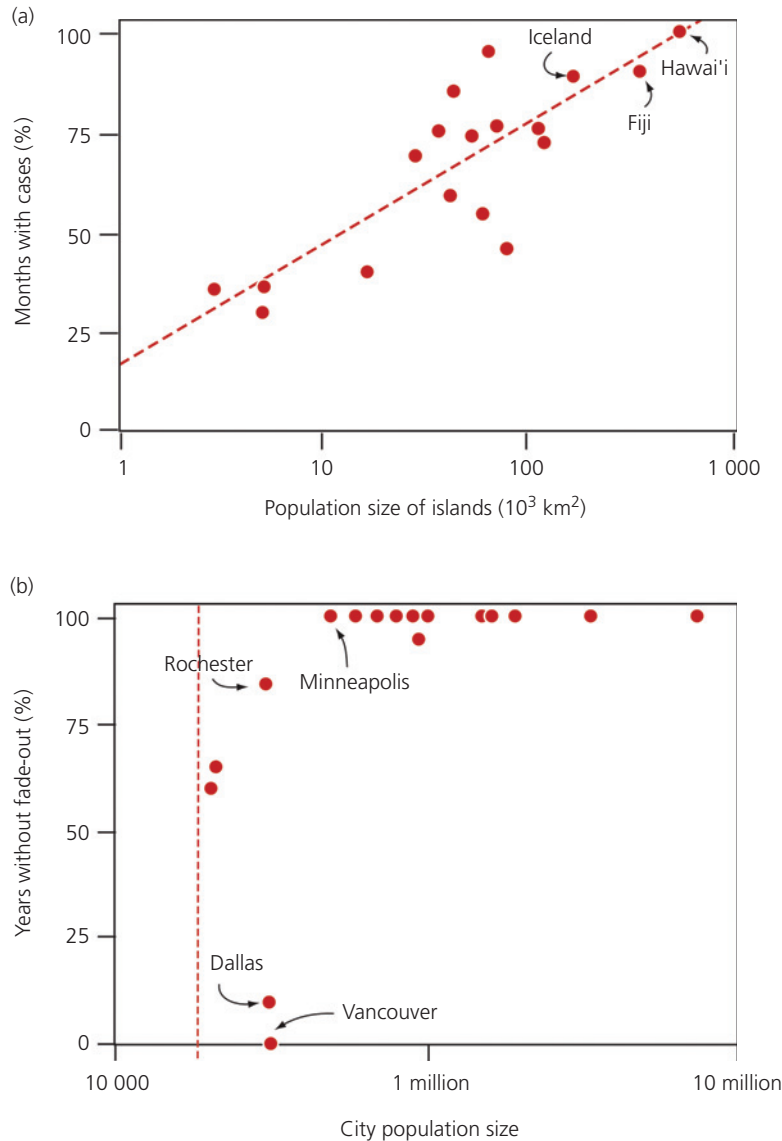 (a)
100
75
50
25
0
Months with cases (%)
Iceland
Hawai'i
Fiji
1
10
100
1 000
Population size of islands (10³ km²)
(b)
100
75
50
25
0
Years without fade-out (%)
Rochester
Minneapolis
Dallas
Vancouver
10 000
1 million
10 million
City population size